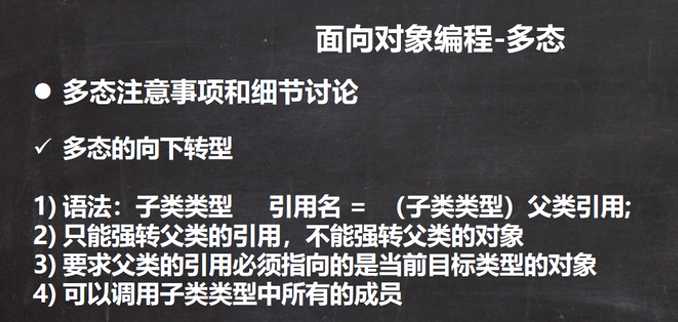 面向对象编程-多态
● 多态注意事项和细节讨论
✓ 多态的向下转型
1) 语法：子类类型 引用名 = （子类类型）父类引用;
2) 只能强转父类的引用，不能强转父类的对象
3) 要求父类的引用必须指向的是当前目标类型的对象
4) 可以调用子类类型中所有的成员